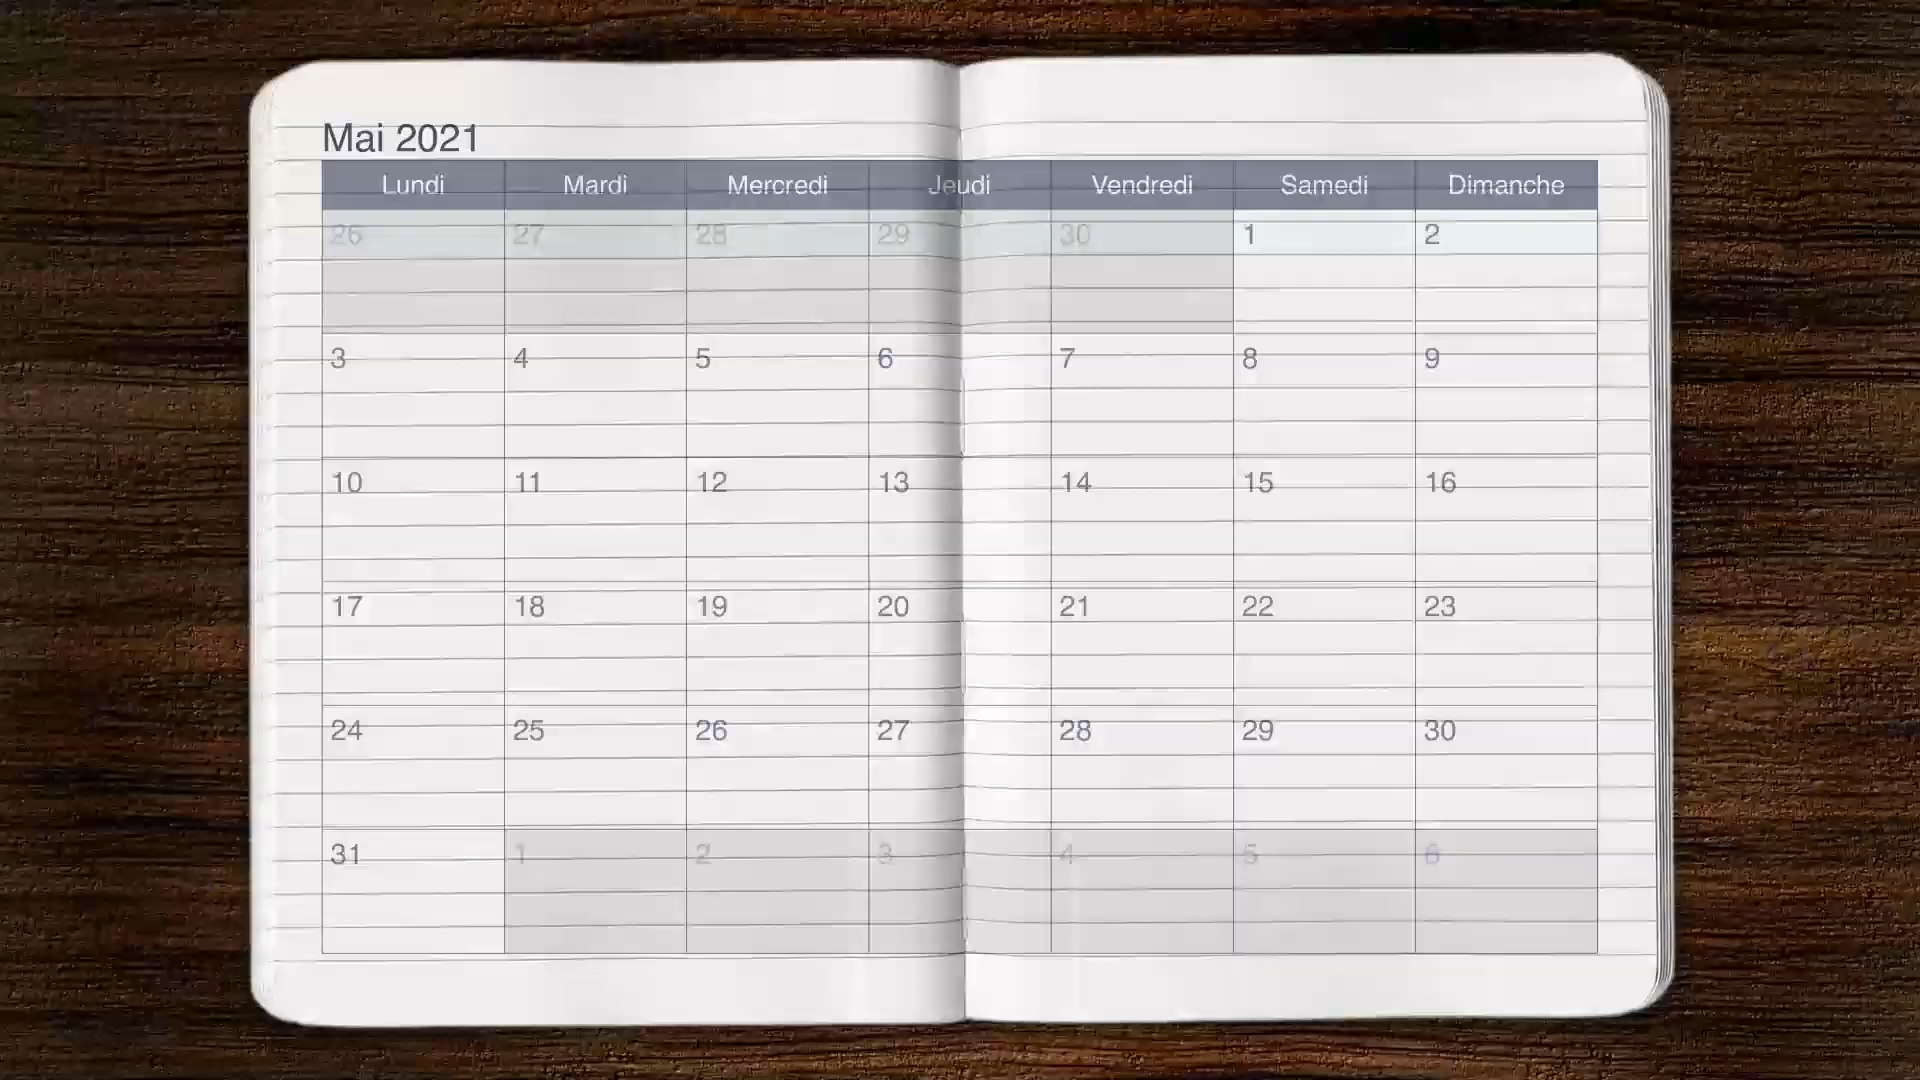 Mai 2021
Lundi Mardi Mercredi Jeudi Vendredi Samedi Dimanche
26 27 28 29 30 1 2
3 4 5 6 7 8 9
10 11 12 13 14 15 16
17 18 19 20 21 22 23
24 25 26 27 28 29 30
31 1 2 3 4 5 6